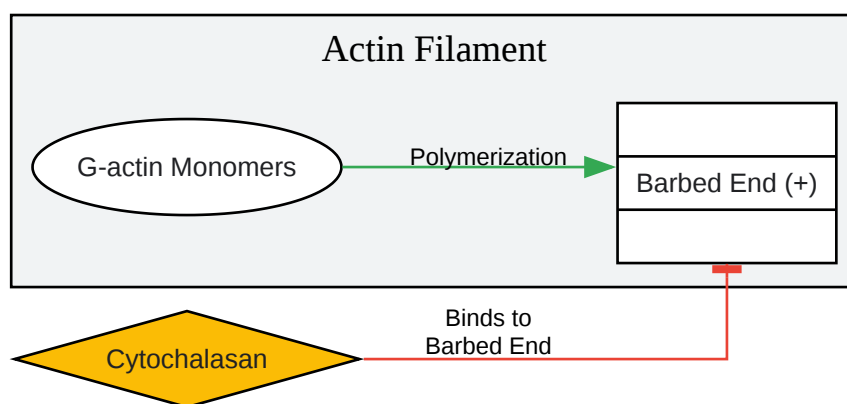 Actin Filament
G-actin Monomers
Polymerization
Barbed End (+)
Binds to
Barbed End
Cytochalasan